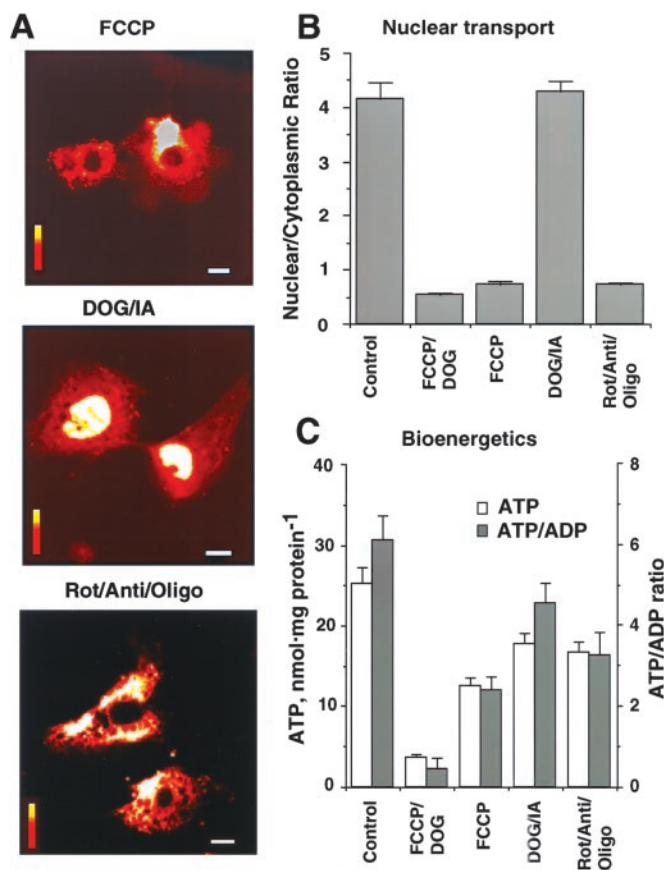 A
FCCP
DOG/IA
Rot/Anti/Oligo
B
Nuclear transport
Nuclear/Cytoplasmic Ratio
5
4
3
2
1
0
Control
FCCP/
DOG
FCCP
DOG/IA
Rot/Anti/
Oligo
C
Bioenergetics
ATP, nmol·mg protein⁻¹
40
30
20
10
0
ATP
ATP/ADP
8
6
4
2
0
ATP/ADP ratio
Control
FCCP/
DOG
FCCP
DOG/IA
Rot/Anti/
Oligo